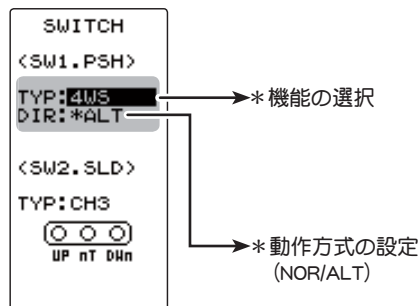 SWITCH
<SW1.PSH>
TYP:4WS
DIR:*ALT
<SW2.SLD>
TYP:CH3
UP nT DWn
＊機能の選択
＊動作方式の設定
（NOR/ALT）